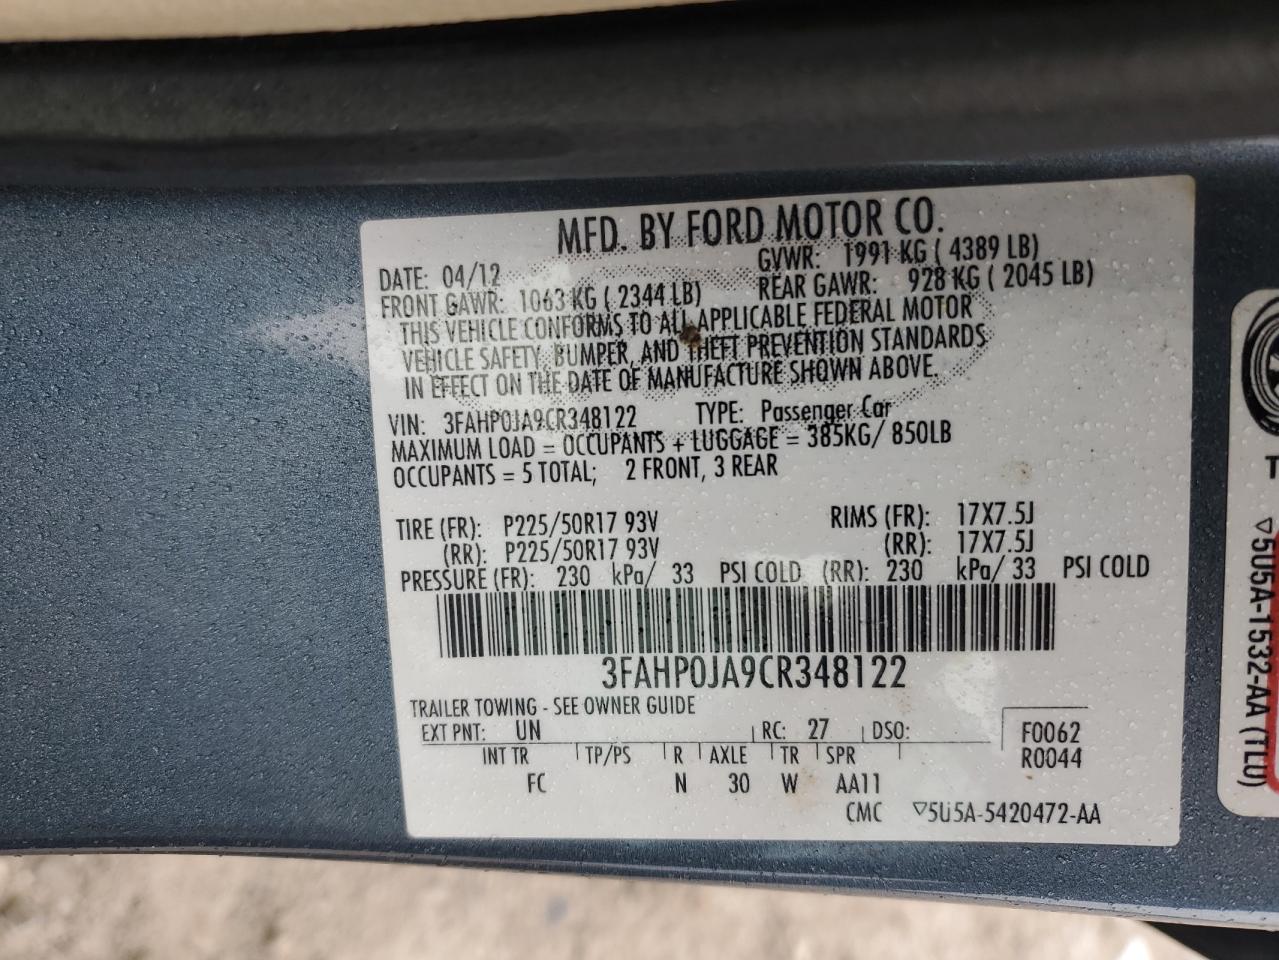 MFD. BY FORD MOTOR CO.
DATE: 04/12 GVWR: 1991 KG ( 4389 LB)
FRONT GAWR: 1063 KG ( 2344 LB) REAR GAWR: 928 KG ( 2045 LB)
THIS VEHICLE CONFORMS TO ALL APPLICABLE FEDERAL MOTOR
VEHICLE SAFETY, BUMPER, AND THEFT PREVENTION STANDARDS
IN EFFECT ON THE DATE OF MANUFACTURE SHOWN ABOVE.
VIN: 3FAHP0JA9CR348122 TYPE: Passenger Car
MAXIMUM LOAD = OCCUPANTS + LUGGAGE = 385KG/ 850LB
OCCUPANTS = 5 TOTAL; 2 FRONT, 3 REAR
TIRE (FR): P225/50R17 93V RIMS (FR): 17X7.5J
(RR): P225/50R17 93V (RR): 17X7.5J
PRESSURE (FR): 230 kPa/ 33 PSI COLD (RR): 230 kPa/ 33 PSI COLD
3FAHP0JA9CR348122
TRAILER TOWING - SEE OWNER GUIDE
EXT PNT: UN RC: 27 DSO: F0062
INT TR TP/PS R AXLE TR SPR R0044
FC N 30 W AA11
CMC ▽5U5A-5420472-AA
T
▽5U5A-1532-AA (TLU)